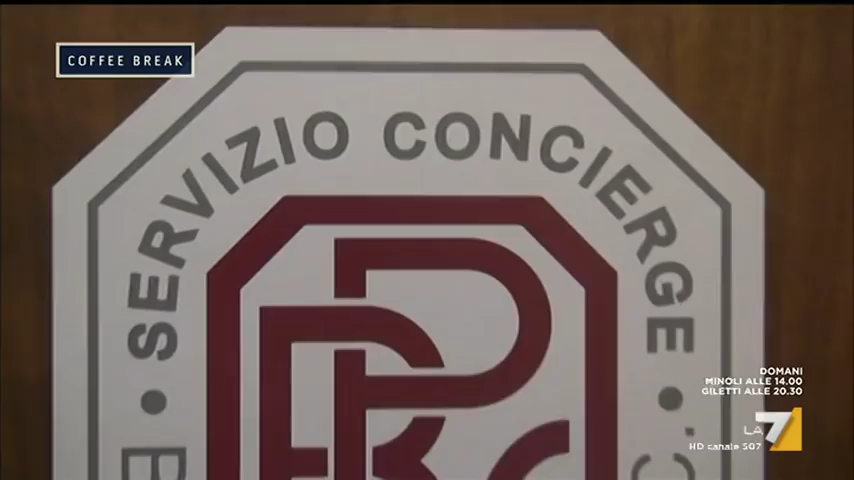 COFFEE BREAK
SERVIZIO CONCIERGE
DOMANI
MINOLI ALLE 14.00
GILETTI ALLE 20.30
LA7
HD canale 507